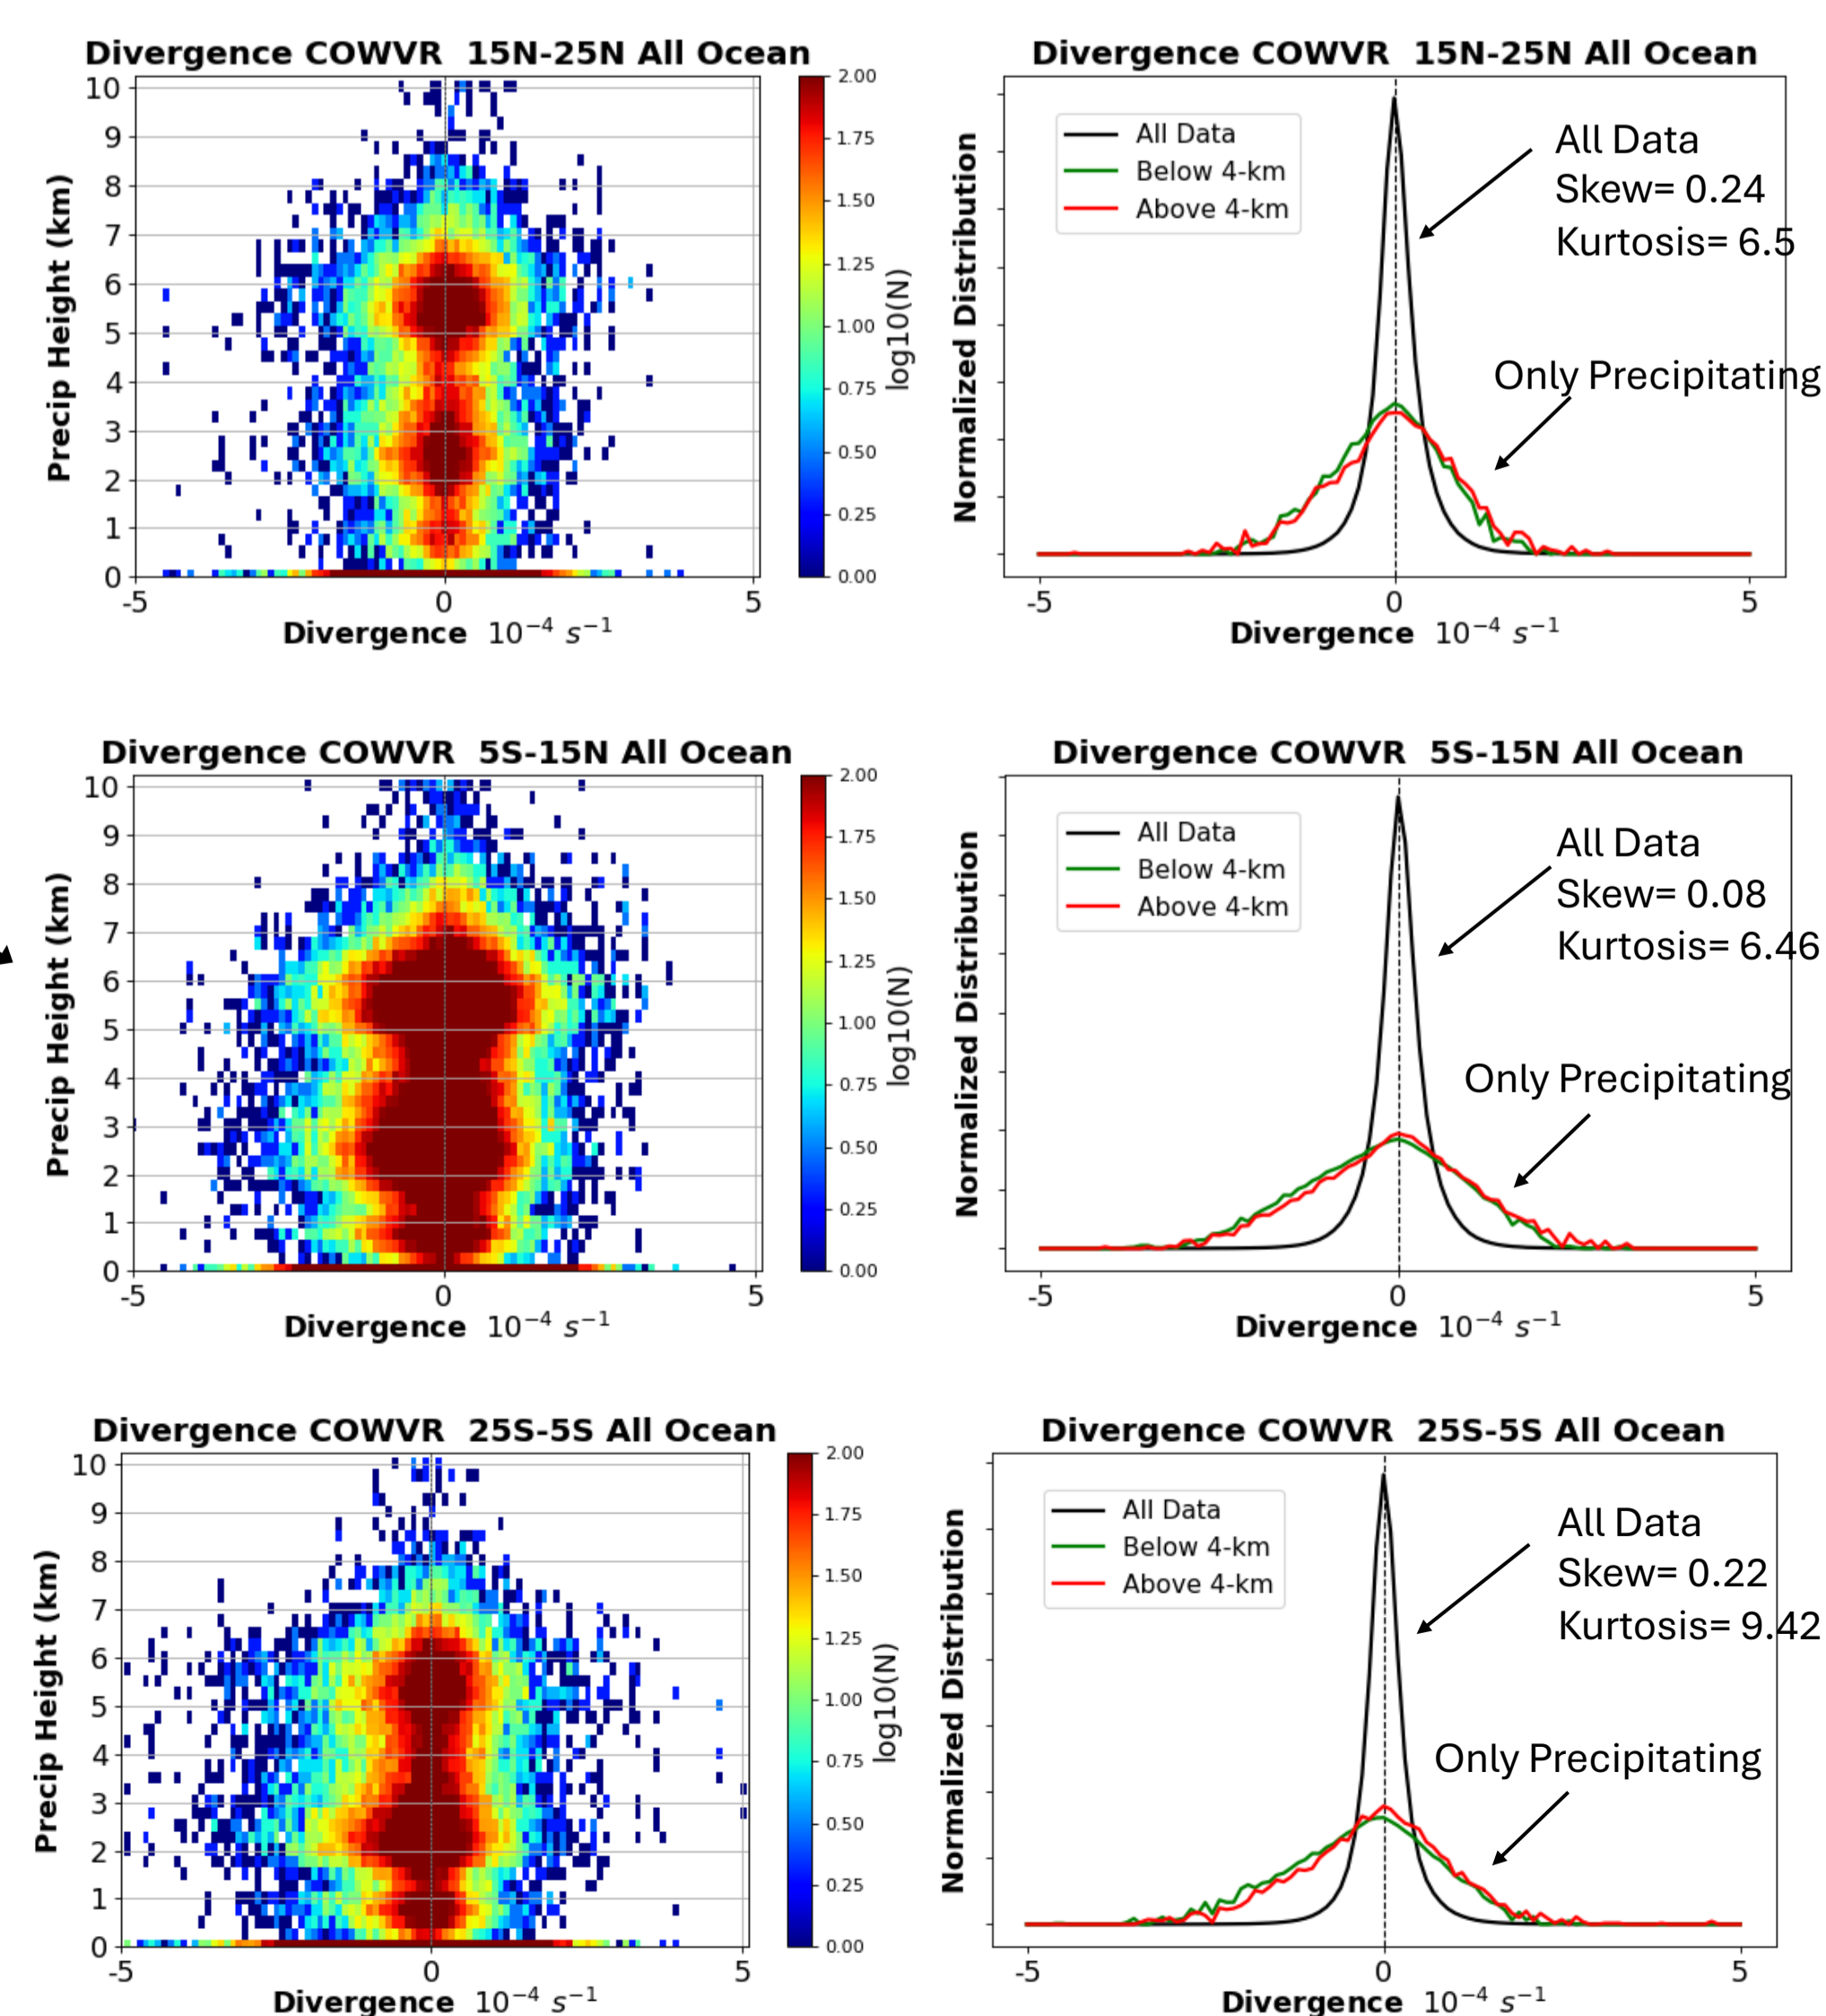 Divergence COWVR 15N-25N All Ocean
Precip Height (km)
10
9
8
7
6
5
4
3
2
1
0
-5 0 5
Divergence 10⁻⁴ s⁻¹
2.00
1.75
1.50
1.25
1.00
0.75
0.50
0.25
0.00
log10(N)
Divergence COWVR 15N-25N All Ocean
Normalized Distribution
All Data
Below 4-km
Above 4-km
All Data
Skew= 0.24
Kurtosis= 6.5
Only Precipitating
-5 0 5
Divergence 10⁻⁴ s⁻¹
Divergence COWVR 5S-15N All Ocean
Precip Height (km)
10
9
8
7
6
5
4
3
2
1
0
-5 0 5
Divergence 10⁻⁴ s⁻¹
2.00
1.75
1.50
1.25
1.00
0.75
0.50
0.25
0.00
log10(N)
Divergence COWVR 5S-15N All Ocean
Normalized Distribution
All Data
Below 4-km
Above 4-km
All Data
Skew= 0.08
Kurtosis= 6.46
Only Precipitating
-5 0 5
Divergence 10⁻⁴ s⁻¹
Divergence COWVR 25S-5S All Ocean
Precip Height (km)
10
9
8
7
6
5
4
3
2
1
0
-5 0 5
Divergence 10⁻⁴ s⁻¹
2.00
1.75
1.50
1.25
1.00
0.75
0.50
0.25
0.00
log10(N)
Divergence COWVR 25S-5S All Ocean
Normalized Distribution
All Data
Below 4-km
Above 4-km
All Data
Skew= 0.22
Kurtosis= 9.42
Only Precipitating
-5 0 5
Divergence 10⁻⁴ s⁻¹